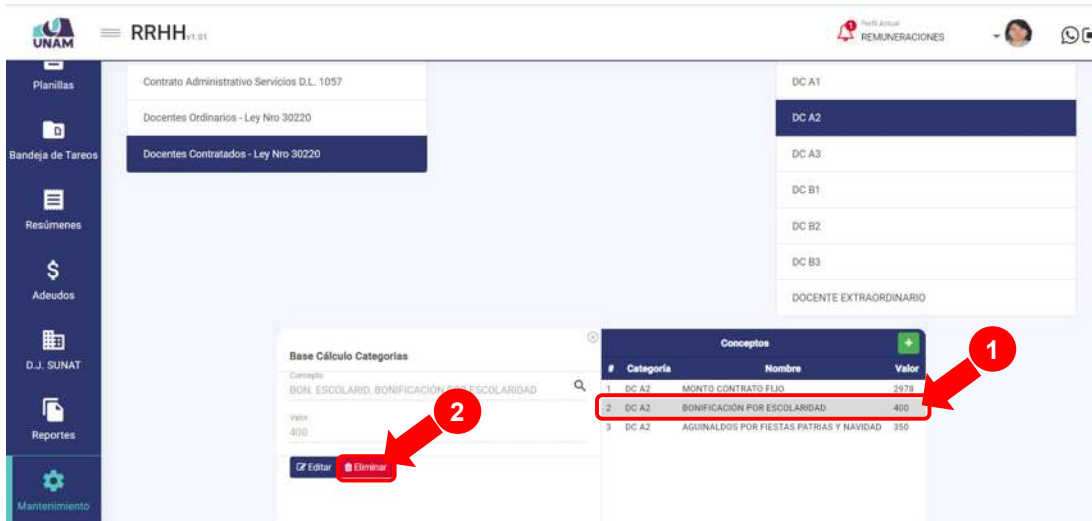 UNAM
RRHH v1.01
Perfil Actual
REMUNERACIONES
Planillas
Bandeja de Tareos
Resúmenes
Adeudos
D.J. SUNAT
Reportes
Mantenimiento
Contrato Administrativo Servicios D.L. 1057
Docentes Ordinarios - Ley Nro 30220
Docentes Contratados - Ley Nro 30220
DC A1
DC A2
DC A3
DC B1
DC B2
DC B3
DOCENTE EXTRAORDINARIO
Base Cálculo Categorias
Concepto
BON. ESCOLARID. BONIFICACIÓN POR ESCOLARIDAD
Valor
400
Editar Eliminar
2
Conceptos
# Categoría Nombre Valor
1 DC A2 MONTO CONTRATO FIJO 2978
2 DC A2 BONIFICACIÓN POR ESCOLARIDAD 400
3 DC A2 AGUINALDOS POR FIESTAS PATRIAS Y NAVIDAD 350
1